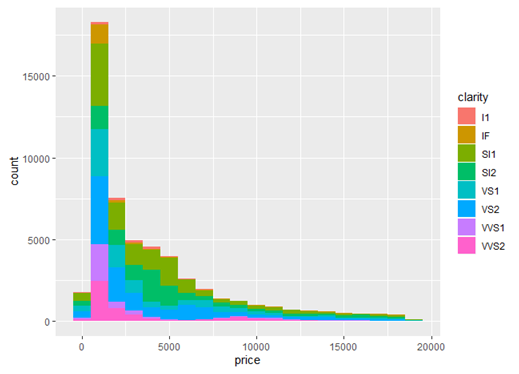 15000
10000
5000
0
count
0
5000
10000
15000
20000
price
clarity
I1
IF
SI1
SI2
VS1
VS2
VVS1
VVS2